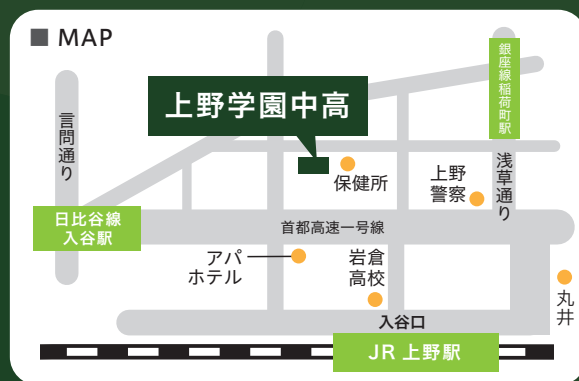 ■ MAP
銀座線稲荷町駅
言問通り
上野学園中高
保健所
上野
警察
浅草通り
日比谷線
入谷駅
首都高速一号線
アパ
ホテル
岩倉
高校
丸井
入谷口
JR 上野駅